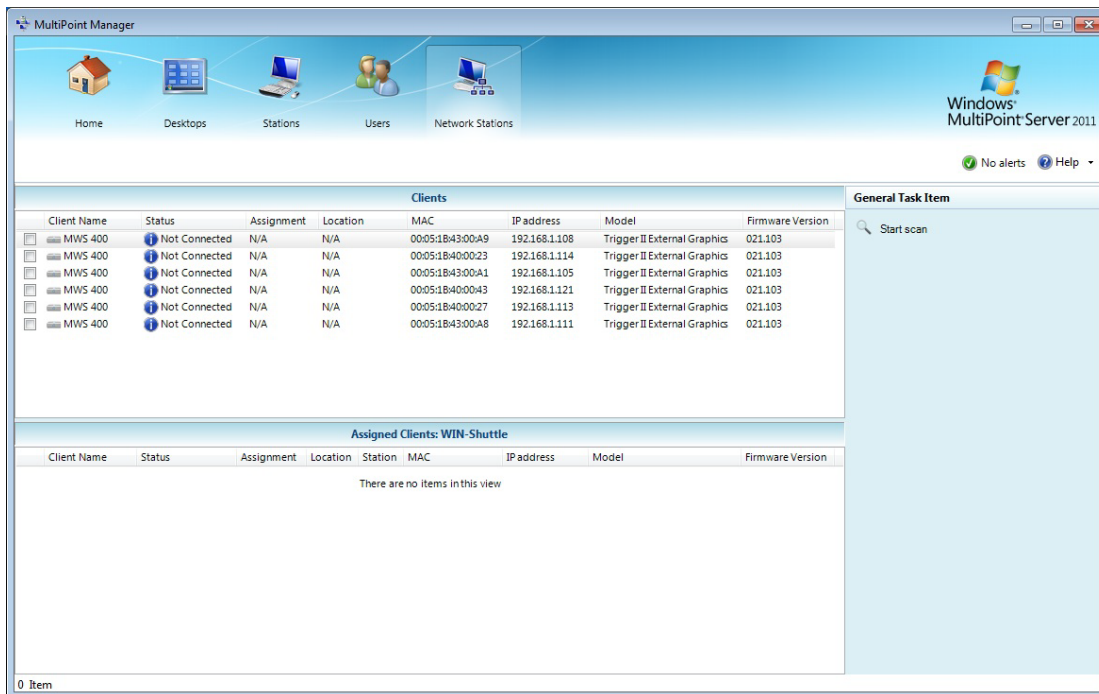 MultiPoint Manager
Home Desktops Stations Users Network Stations
Windows®
MultiPoint® Server 2011
No alerts Help
Clients
Client Name Status Assignment Location MAC IP address Model Firmware Version
MWS 400 Not Connected N/A N/A 00:05:1B:43:00:A9 192.168.1.108 Trigger II External Graphics 021.103
MWS 400 Not Connected N/A N/A 00:05:1B:40:00:23 192.168.1.114 Trigger II External Graphics 021.103
MWS 400 Not Connected N/A N/A 00:05:1B:43:00:A1 192.168.1.105 Trigger II External Graphics 021.103
MWS 400 Not Connected N/A N/A 00:05:1B:40:00:43 192.168.1.121 Trigger II External Graphics 021.103
MWS 400 Not Connected N/A N/A 00:05:1B:40:00:27 192.168.1.113 Trigger II External Graphics 021.103
MWS 400 Not Connected N/A N/A 00:05:1B:43:00:A8 192.168.1.111 Trigger II External Graphics 021.103
General Task Item
Start scan
Assigned Clients: WIN-Shuttle
Client Name Status Assignment Location Station MAC IP address Model Firmware Version
There are no items in this view
0 Item